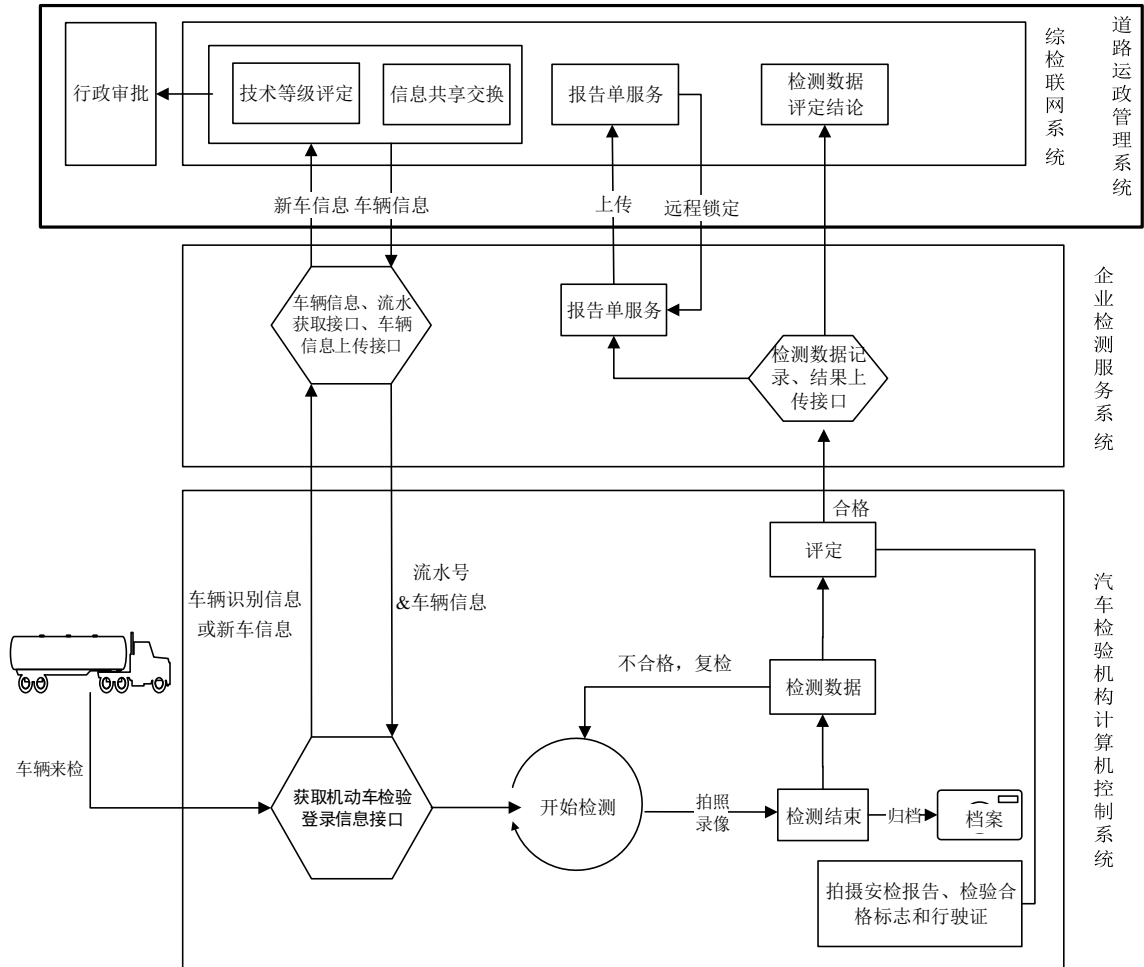 道路运政管理系统
综检联网系统
行政审批
技术等级评定
信息共享交换
报告单服务
检测数据
评定结论
新车信息
车辆信息
上传
远程锁定
企业检测服务系统
车辆信息、流水
获取接口、车辆
信息上传接口
报告单服务
检测数据记
录、结果上
传接口
汽车检验机构计算机控制系统
合格
评定
车辆识别信息
或新车信息
流水号
&车辆信息
不合格，复检
检测数据
车辆来检
获取机动车检验
登录信息接口
开始检测
拍照
录像
检测结束
归档
档案
拍摄安检报告、检验合
格标志和行驶证